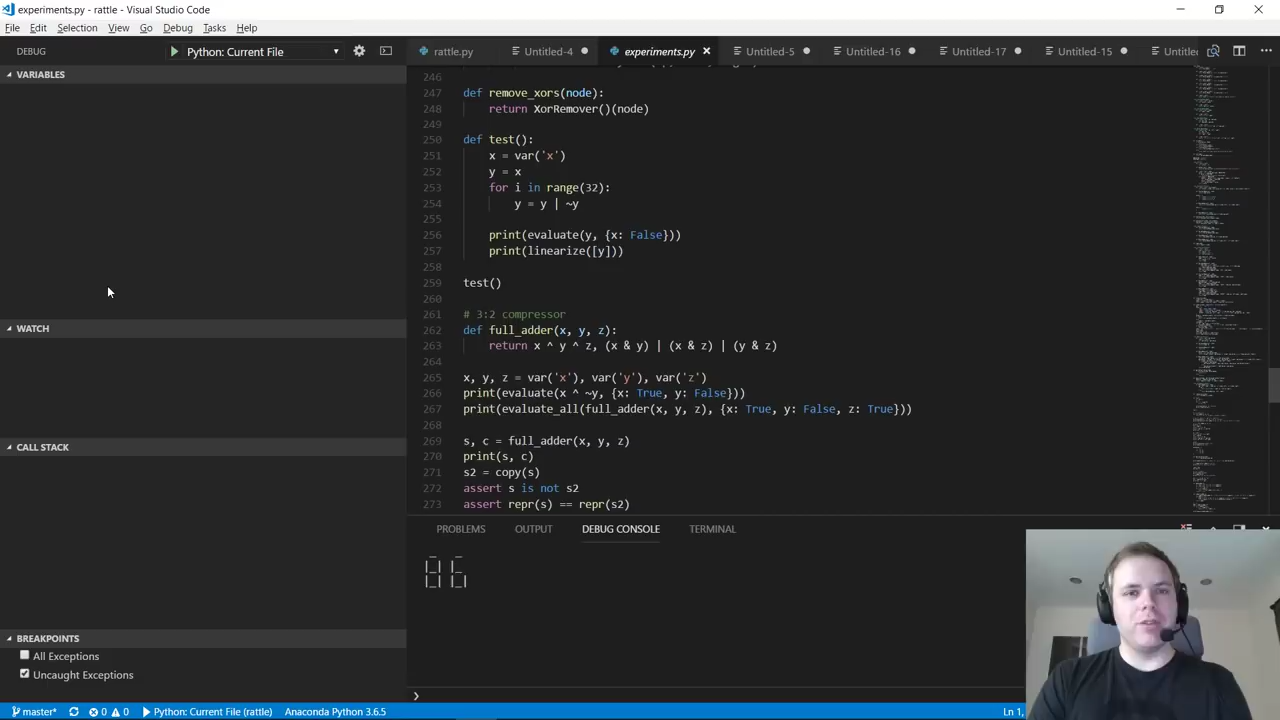 experiments.py - rattle - Visual Studio Code
File Edit Selection View Go Debug Tasks Help
DEBUG Python: Current File
rattle.py Untitled-4 experiments.py Untitled-5 Untitled-16 Untitled-17 Untitled-15
VARIABLES
246
247 def remove_xors(node):
248 return XorRemover()(node)
249
250 def test():
251 x = var('x')
252 = x
253 for i in range(32):
254 y = y | ~y
255
256 print(evaluate(y, {x: False}))
257 print(linearize([y]))
258
259 test()
260
261 # 3:2 compressor
262 def full_adder(x, y, z):
263 return x ^ y ^ z, (x & y) | (x & z) | (y & z)
264
265 x, y, z = var('x'), var('y'), var('z')
266 print(evaluate(x ^ ~y, {x: True, y: False}))
267 print(evaluate_all(full_adder(x, y, z), {x: True, y: False, z: True}))
268
269 s, c = full_adder(x, y, z)
270 print(s, c)
271 s2 = copy(s)
272 assert s is not s2
273 assert repr(s) == repr(s2)
WATCH
CALL STACK
BREAKPOINTS
All Exceptions
Uncaught Exceptions
PROBLEMS OUTPUT DEBUG CONSOLE TERMINAL
master* 0 0 Python: Current File (rattle) Anaconda Python 3.6.5 Ln 1,